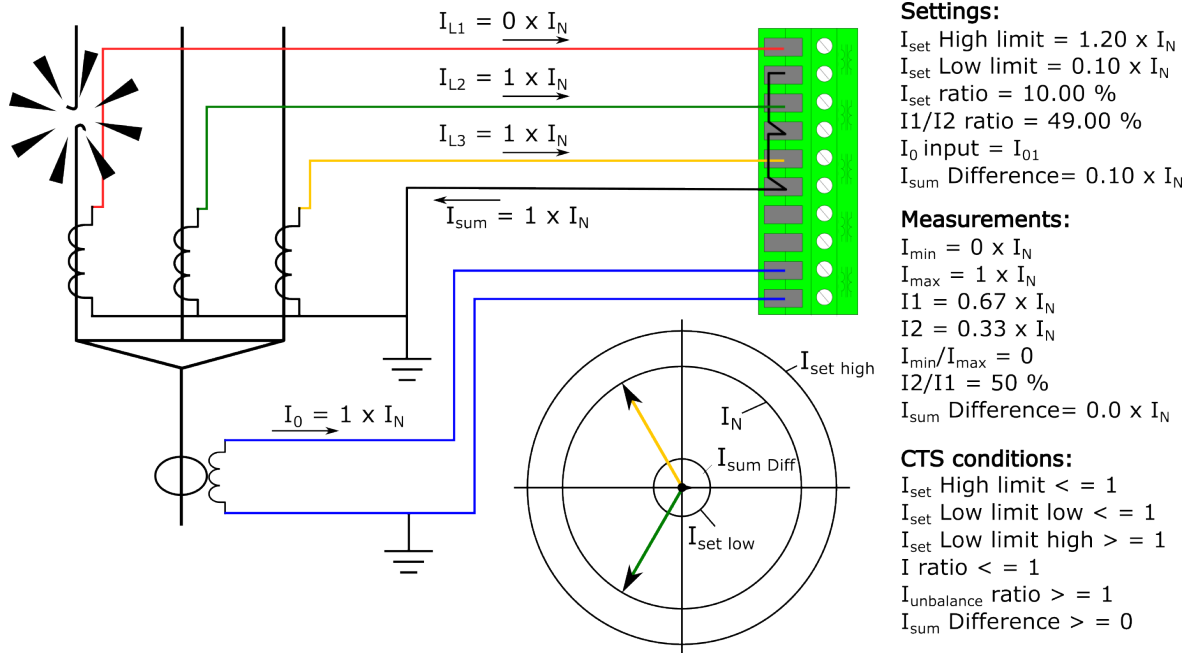 I_L1 = 0 x I_N
I_L2 = 1 x I_N
I_L3 = 1 x I_N
I_sum = 1 x I_N
I_0 = 1 x I_N
I_set high
I_N
I_sum Diff
I_set low
Settings:
I_set High limit = 1.20 x I_N
I_set Low limit = 0.10 x I_N
I_set ratio = 10.00 %
I1/I2 ratio = 49.00 %
I_0 input = I_01
I_sum Difference= 0.10 x I_N
Measurements:
I_min = 0 x I_N
I_max = 1 x I_N
I1 = 0.67 x I_N
I2 = 0.33 x I_N
I_min/I_max = 0
I2/I1 = 50 %
I_sum Difference= 0.0 x I_N
CTS conditions:
I_set High limit < = 1
I_set Low limit low < = 1
I_set Low limit high > = 1
I ratio < = 1
I_unbalance ratio > = 1
I_sum Difference > = 0